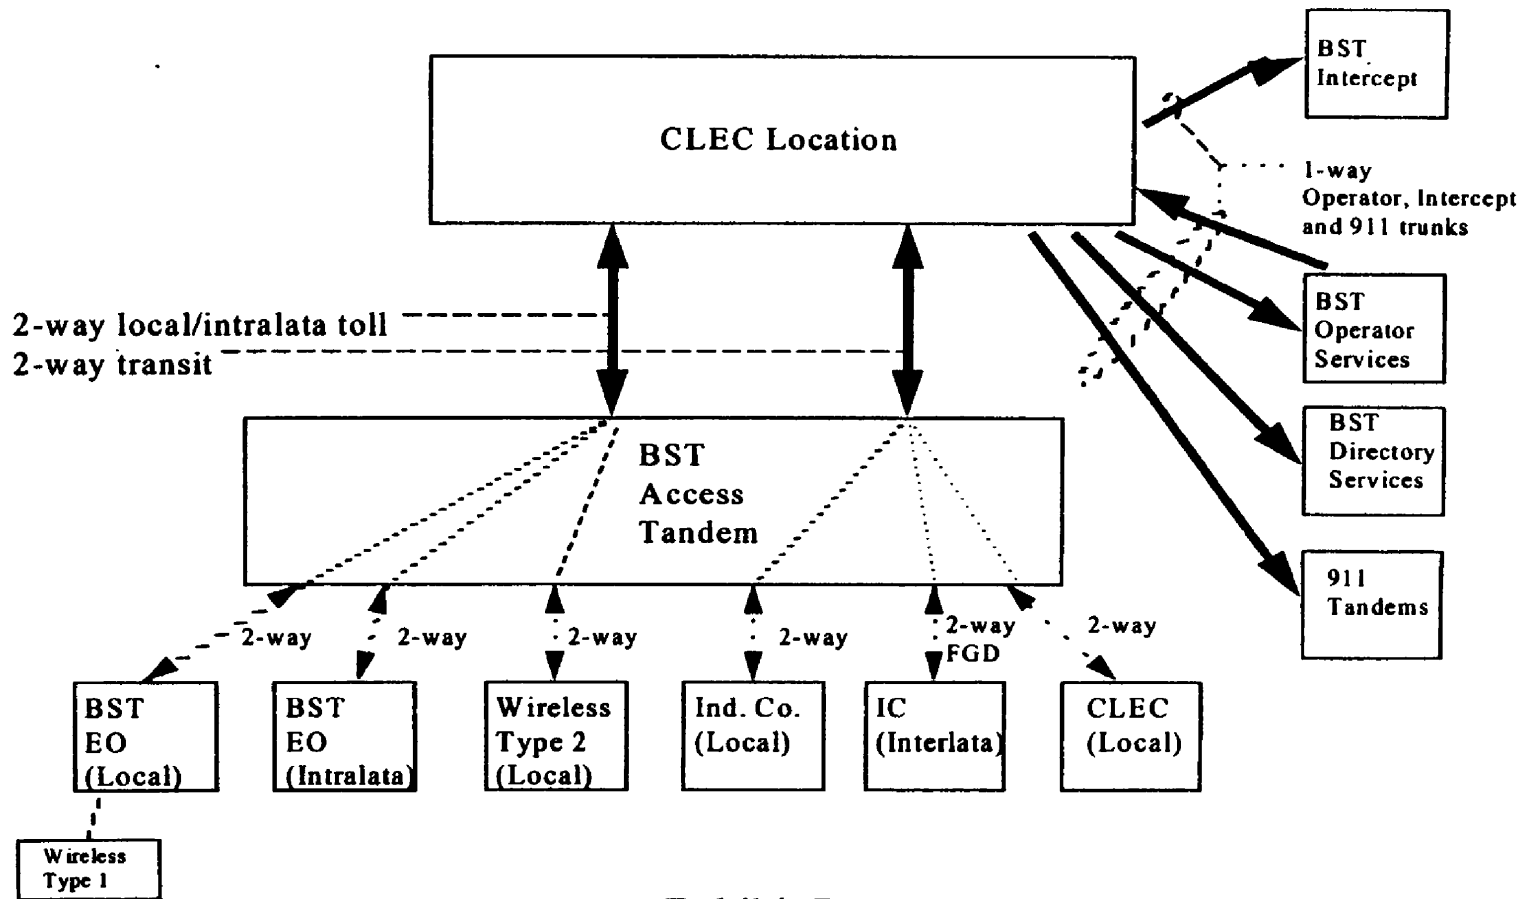 BST
Intercept
CLEC Location
1-way
Operator, Intercept
and 911 trunks
2-way local/intralata toll
2-way transit
BST
Operator
Services
BST
Directory
Services
911
Tandems
BST
Access
Tandem
2-way
2-way
2-way
2-way
2-way
FGD
2-way
BST
EO
(Local)
BST
EO
(Intralata)
Wireless
Type 2
(Local)
Ind. Co.
(Local)
IC
(Interlata)
CLEC
(Local)
Wireless
Type 1